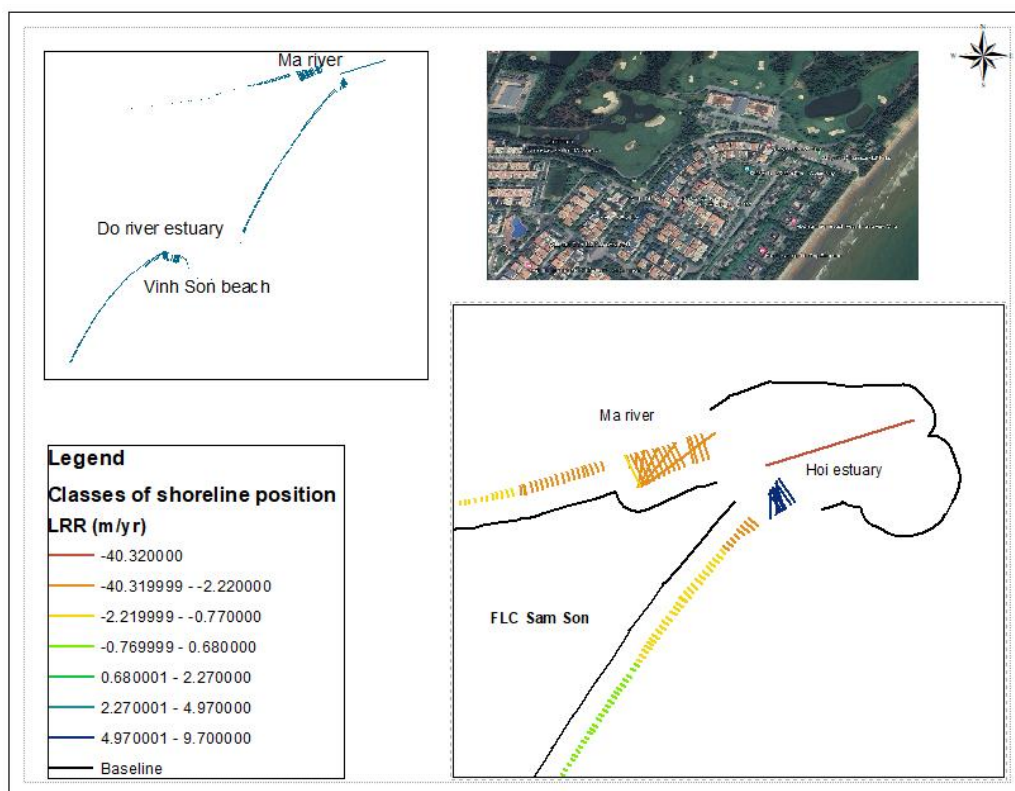 Ma river
Do river estuary
Vinh Son beach
N
W
E
S
Ma river
Hoi estuary
FLC Sam Son
Legend
Classes of shoreline position
LRR (m/yr)
-40.320000
-40.319999 - -2.220000
-2.219999 - -0.770000
-0.769999 - 0.680000
0.680001 - 2.270000
2.270001 - 4.970000
4.970001 - 9.700000
Baseline